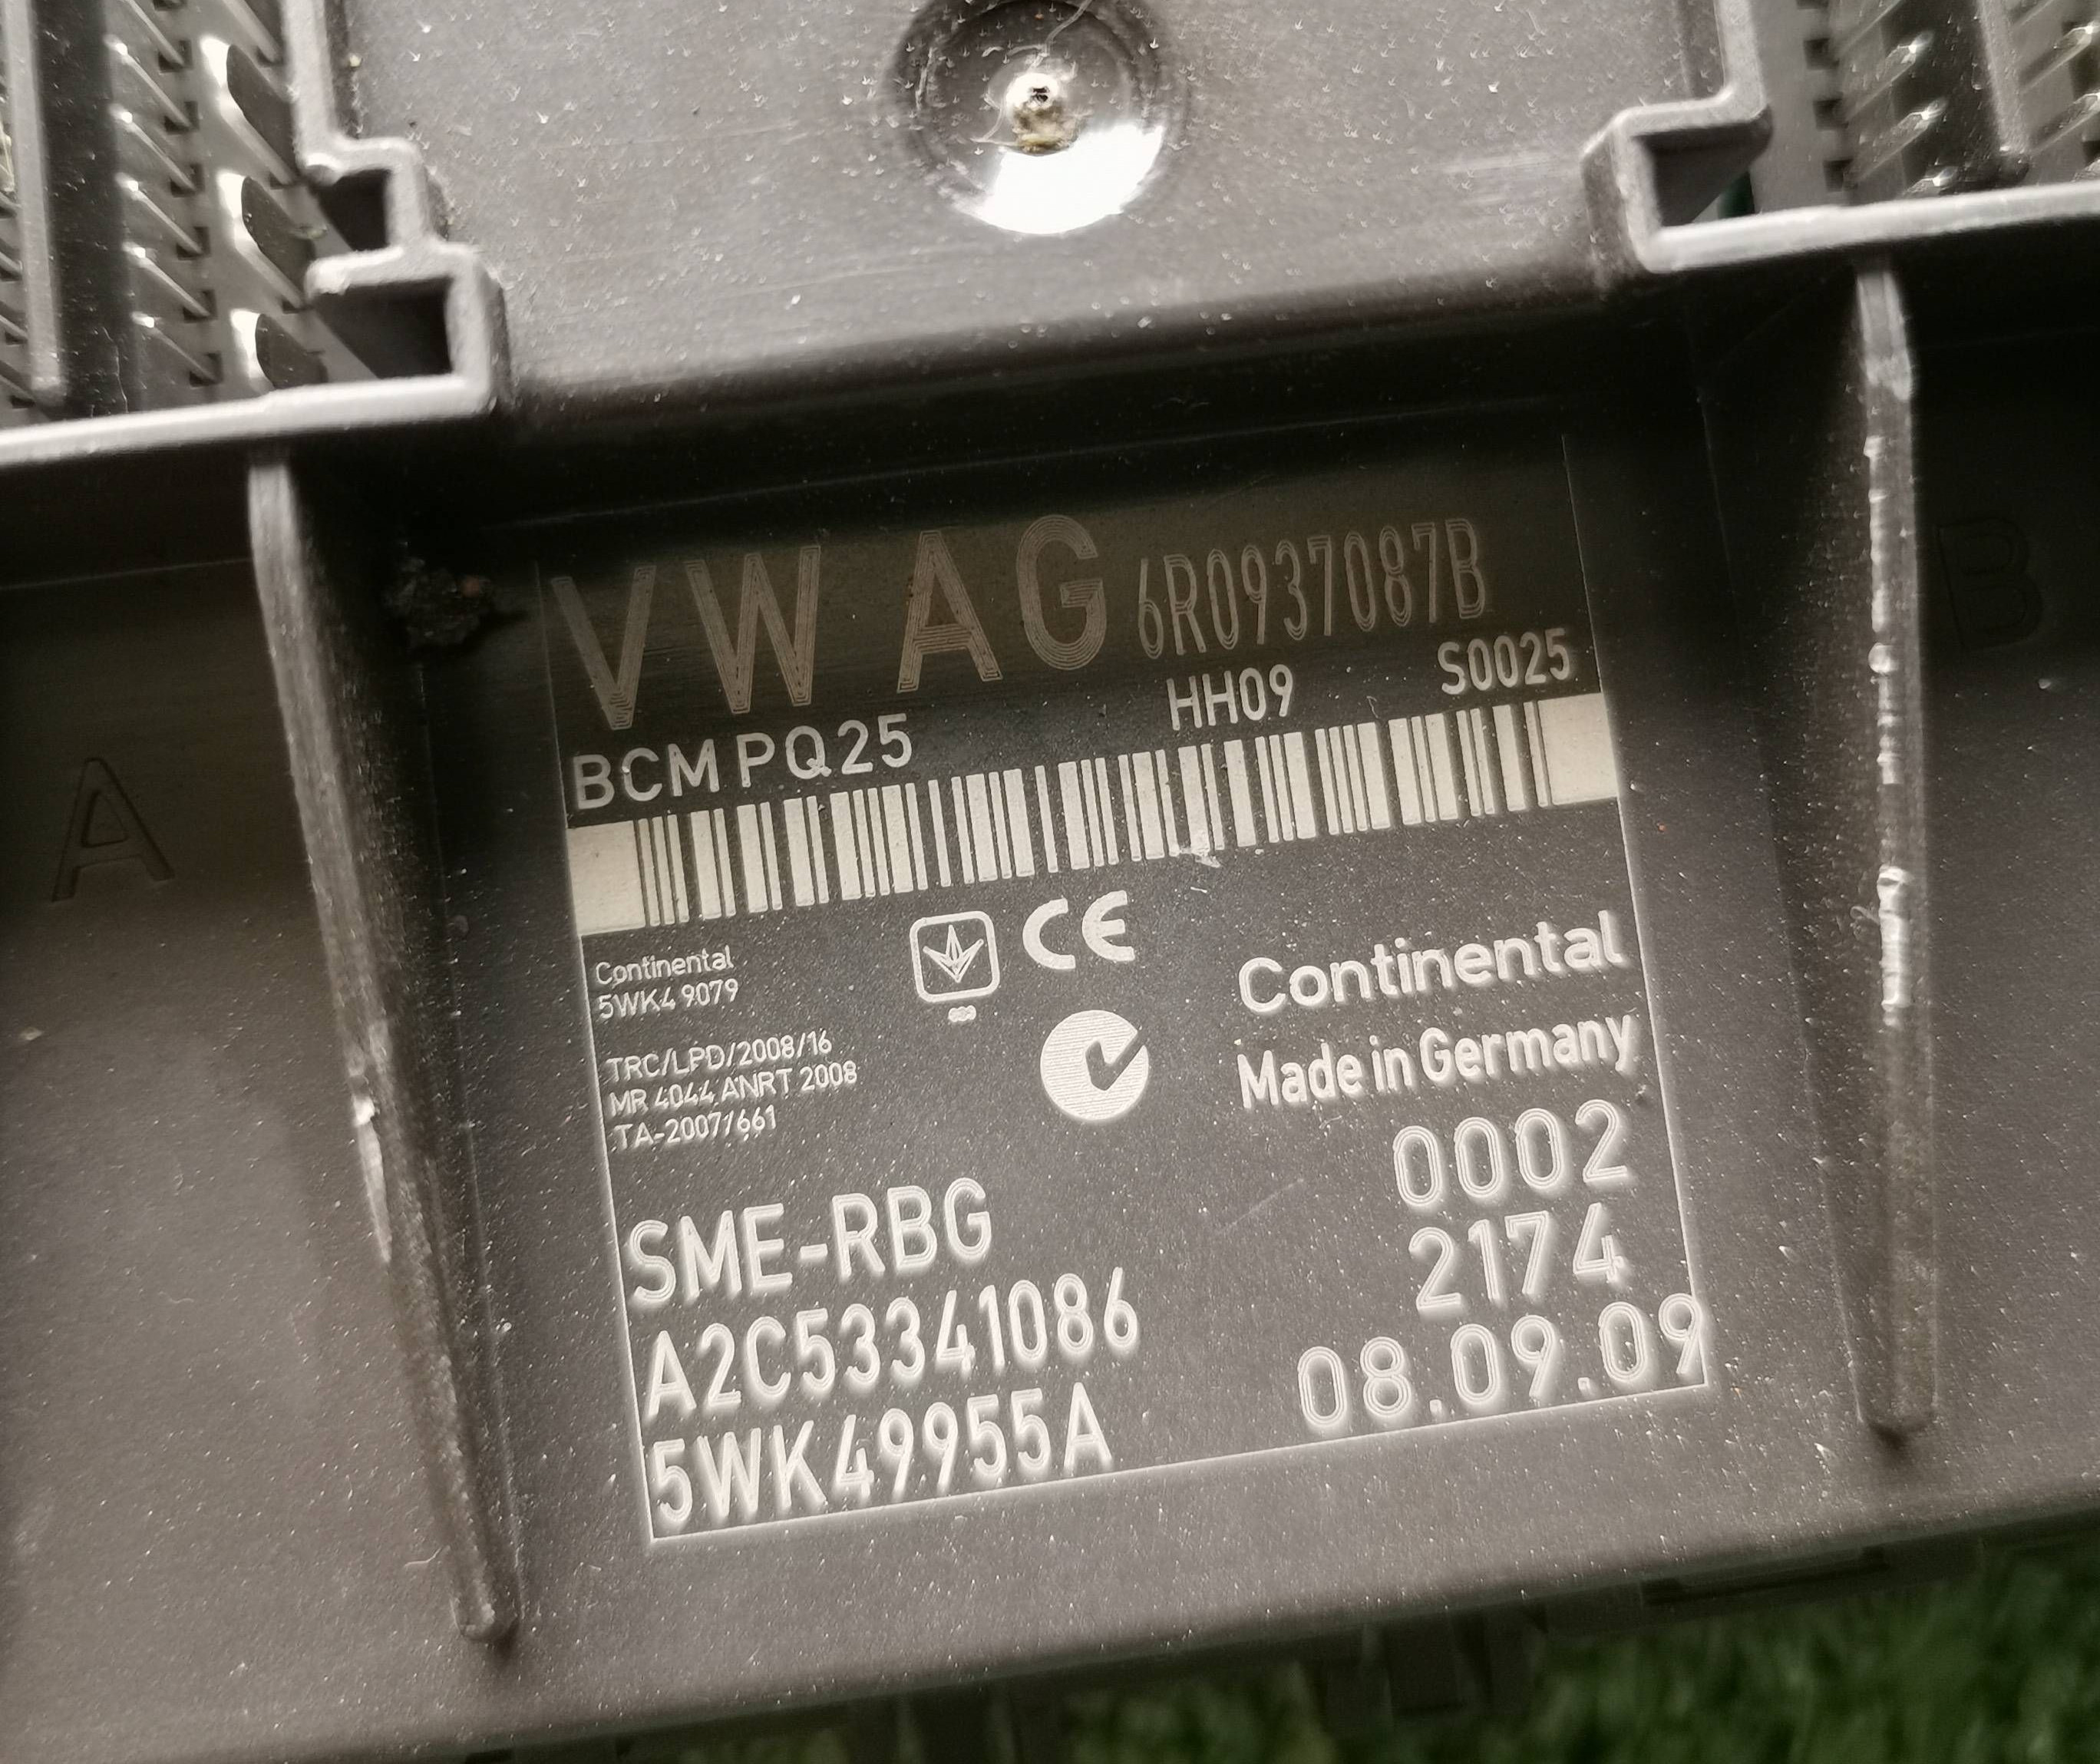 VW AG 6R0937087B
BCM PQ25 HH09 S0025
Continental
5WK4 9079
CE
TRC/LPD/2008/16
MR 4044 ANRT 2008
TA-2007/661
Continental
Made in Germany
0002
2174
08.09.09
SME-RBG
A2C53341086
5WK49955A
A
B